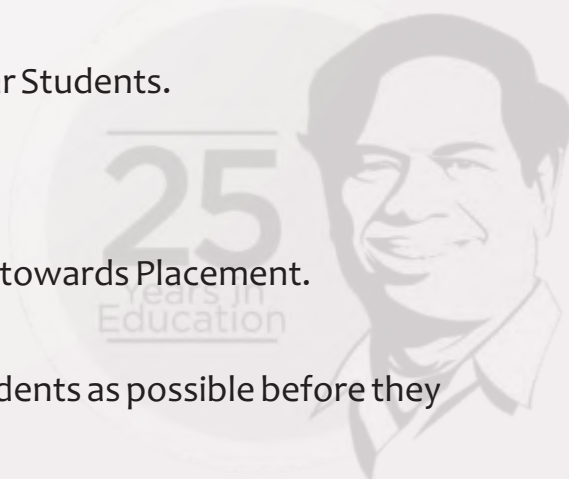 r Students.
25
towards Placement.
Years in
Education
dents as possible before they